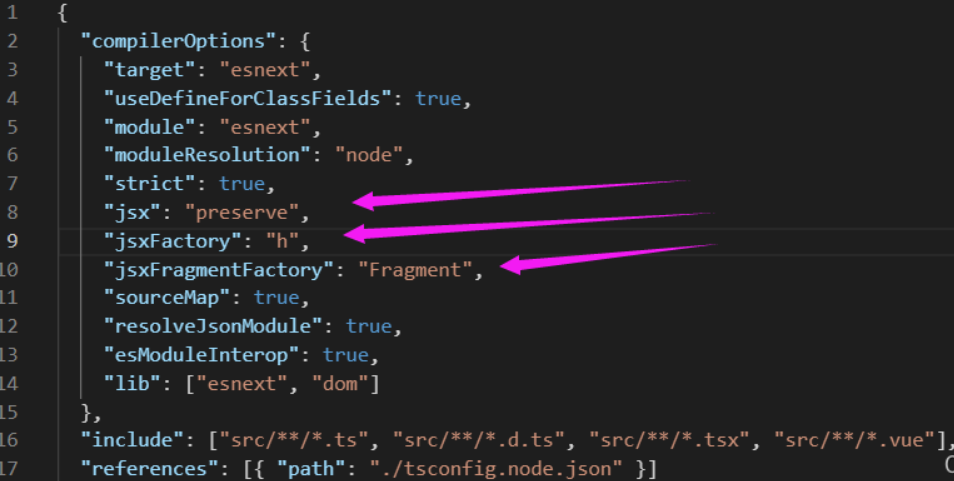 1 {
2 "compilerOptions": {
3 "target": "esnext",
4 "useDefineForClassFields": true,
5 "module": "esnext",
6 "moduleResolution": "node",
7 "strict": true,
8 "jsx": "preserve",
9 "jsxFactory": "h",
10 "jsxFragmentFactory": "Fragment",
11 "sourceMap": true,
12 "resolveJsonModule": true,
13 "esModuleInterop": true,
14 "lib": ["esnext", "dom"]
15 },
16 "include": ["src/**/*.ts", "src/**/*.d.ts", "src/**/*.tsx", "src/**/*.vue"],
17 "references": [{ "path": "./tsconfig.node.json" }]